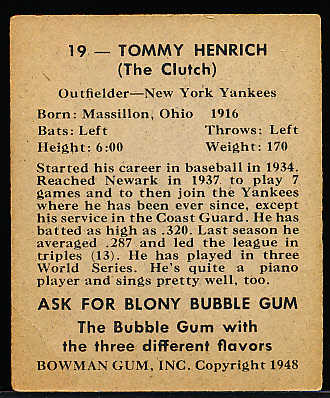 19 — TOMMY HENRICH
(The Clutch)
Outfielder—New York Yankees
Born: Massillon, Ohio 1916
Bats: Left Throws: Left
Height: 6:00 Weight: 170
Started his career in baseball in 1934.
Reached Newark in 1937 to play 7
games and to then join the Yankees
where he has been ever since, except
his service in the Coast Guard. He has
batted as high as .320. Last season he
averaged .287 and led the league in
triples (13). He has played in three
World Series. He's quite a piano
player and sings pretty well, too.
ASK FOR BLONY BUBBLE GUM
The Bubble Gum with
the three different flavors
BOWMAN GUM, INC. Copyright 1948